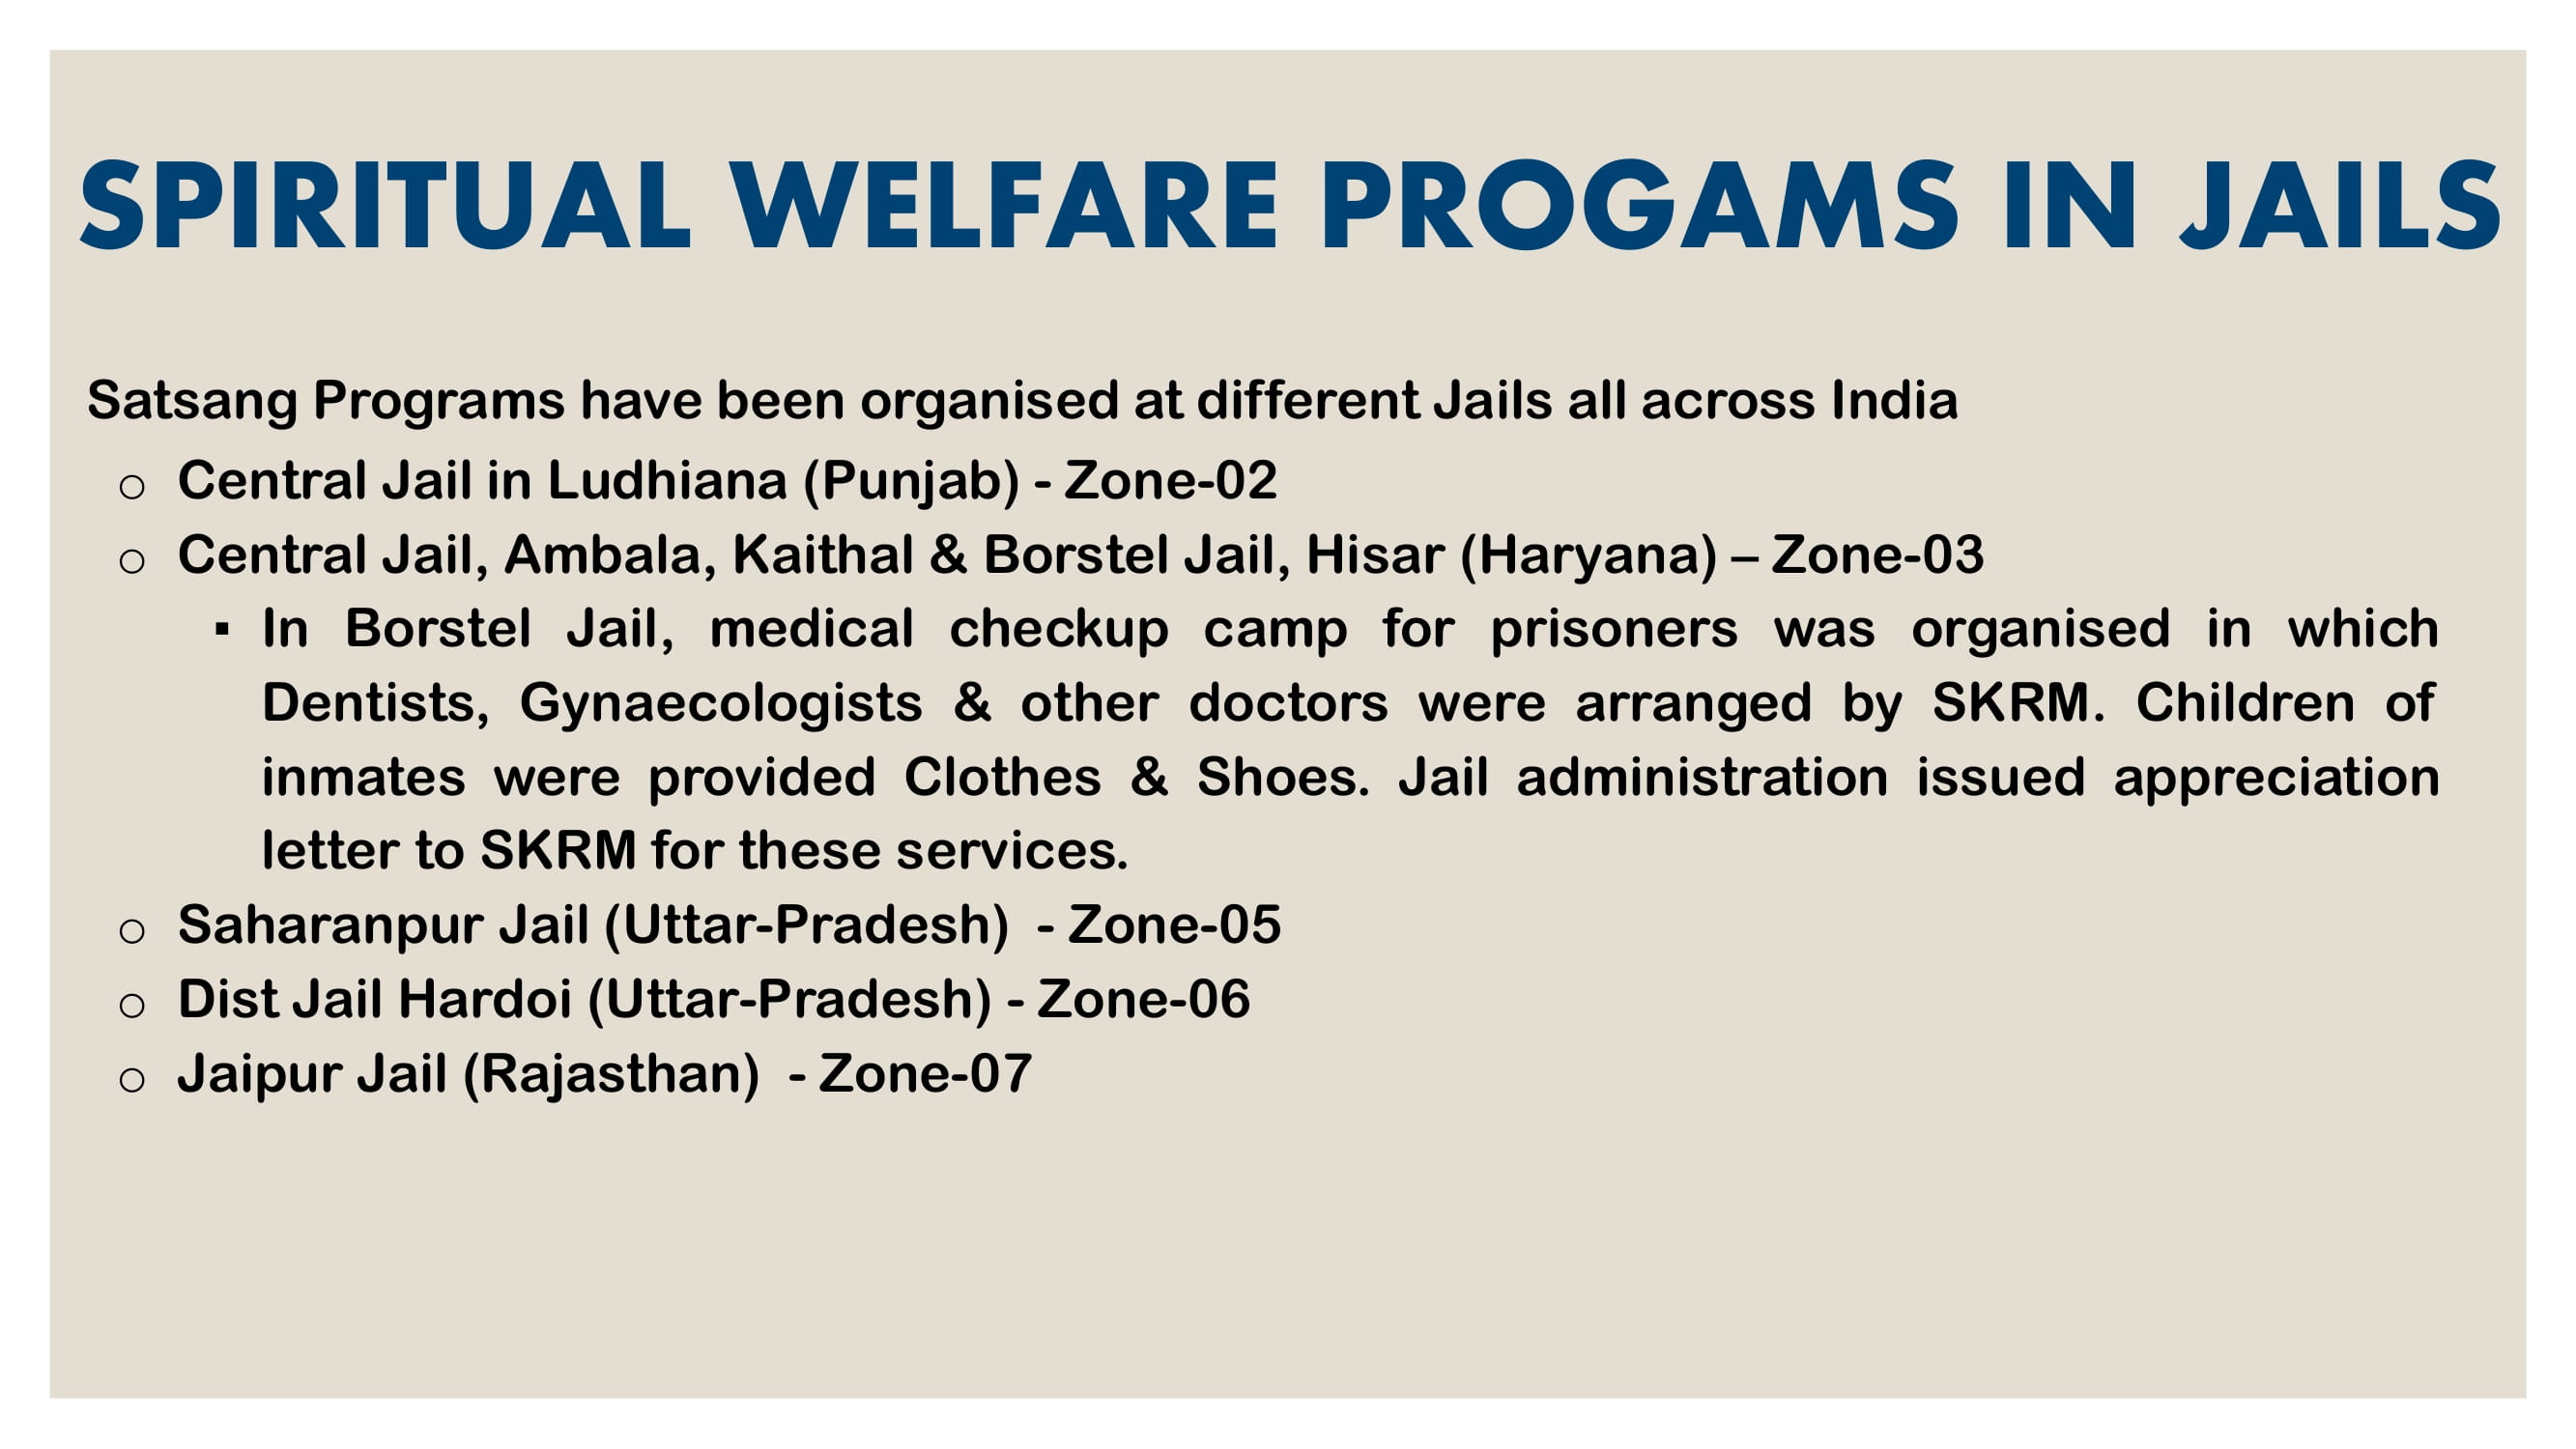 SPIRITUAL WELFARE PROGAMS IN JAILS
Satsang Programs have been organised at different Jails all across India
o Central Jail in Ludhiana (Punjab) - Zone-02
o Central Jail, Ambala, Kaithal & Borstel Jail, Hisar (Haryana) – Zone-03
▪ In Borstel Jail, medical checkup camp for prisoners was organised in which
Dentists, Gynaecologists & other doctors were arranged by SKRM. Children of
inmates were provided Clothes & Shoes. Jail administration issued appreciation
letter to SKRM for these services.
o Saharanpur Jail (Uttar-Pradesh)  - Zone-05
o Dist Jail Hardoi (Uttar-Pradesh) - Zone-06
o Jaipur Jail (Rajasthan)  - Zone-07